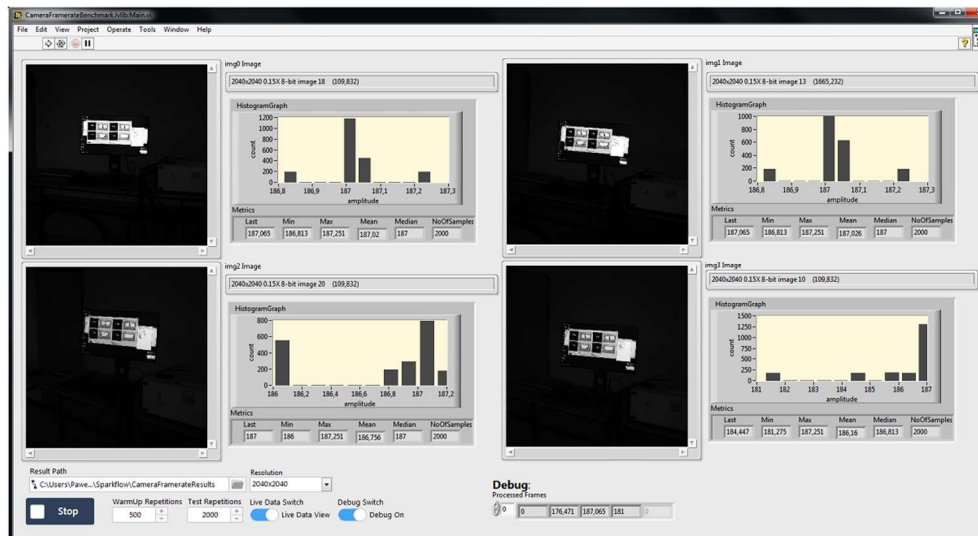 CameraFramerateBenchmark.lvlib:Main.vi
File Edit View Project Operate Tools Window Help
img0 Image
2040x2040 0.15X 8-bit image 18 (109,832)
HistogramGraph
1200
1000
800
600
400
200
0
count
186,8 186,9 187 187,1 187,2 187,3
amplitude
Metrics
Last Min Max Mean Median NoOfSamples
187,065 186,813 187,251 187,02 187 2000
img1 Image
2040x2040 0.15X 8-bit image 13 (1665,232)
HistogramGraph
1000
800
600
400
200
0
count
186,8 186,9 187 187,1 187,2 187,3
amplitude
Metrics
Last Min Max Mean Median NoOfSamples
187,065 186,813 187,251 187,026 187 2000
img2 Image
2040x2040 0.15X 8-bit image 20 (109,832)
HistogramGraph
800
600
400
200
0
count
186 186,2 186,4 186,6 186,8 187 187,2
amplitude
Metrics
Last Min Max Mean Median NoOfSamples
187 186 187,251 186,756 187 2000
img3 Image
2040x2040 0.15X 8-bit image 10 (109,832)
HistogramGraph
1500
1250
1000
750
500
250
0
count
181 182 183 184 185 186 187
amplitude
Metrics
Last Min Max Mean Median NoOfSamples
184,447 181,275 187,251 186,16 186,813 2000
Result Path
C:\Users\Pawe...\Sparkflow\CameraFramerateResults
Resolution
2040x2040
Stop
WarmUp Repetitions
500
Test Repetitions
2000
Live Data Switch
Live Data View
Debug Switch
Debug On
Debug:
Processed Frames
0 0 176,471 187,065 181 0